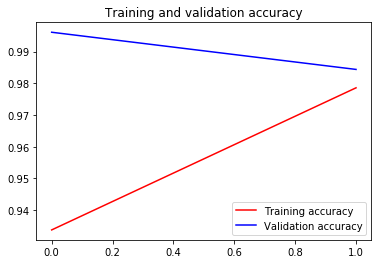 Training and validation accuracy
0.99
0.98
0.97
0.96
0.95
0.94
0.0 0.2 0.4 0.6 0.8 1.0
Training accuracy
Validation accuracy